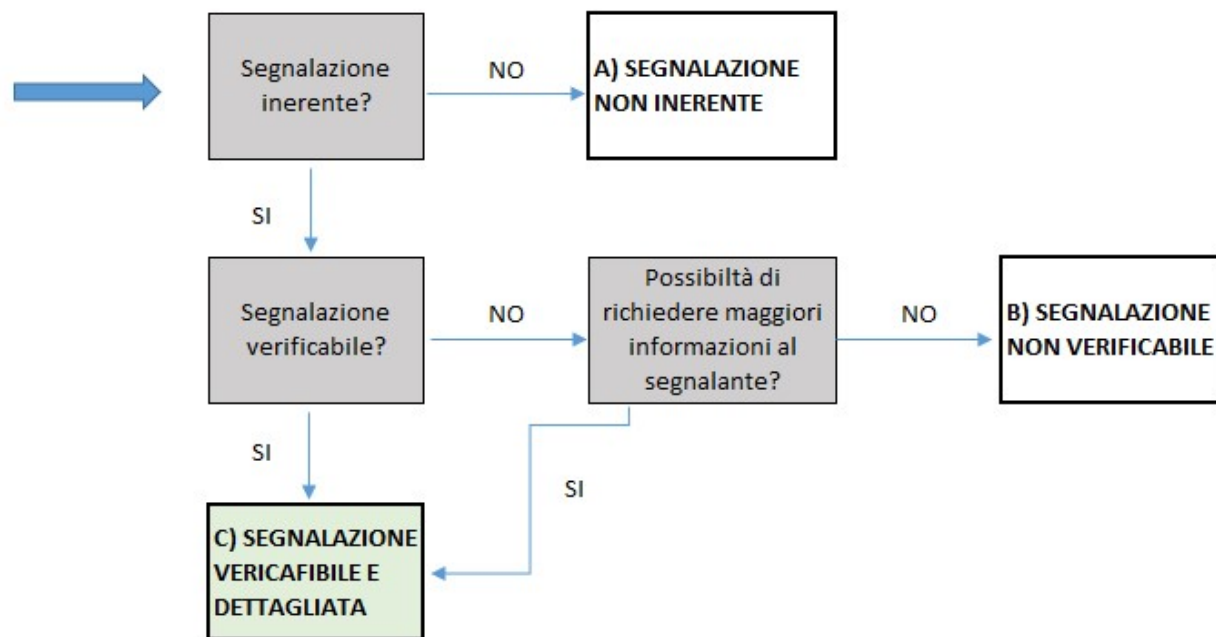 Segnalazione
inerente?
NO
A) SEGNALAZIONE
NON INERENTE
SI
Segnalazione
verificabile?
NO
Possibiltà di
richiedere maggiori
informazioni al
segnalante?
NO
B) SEGNALAZIONE
NON VERIFICABILE
SI
SI
C) SEGNALAZIONE
VERICAFIBILE E
DETTAGLIATA